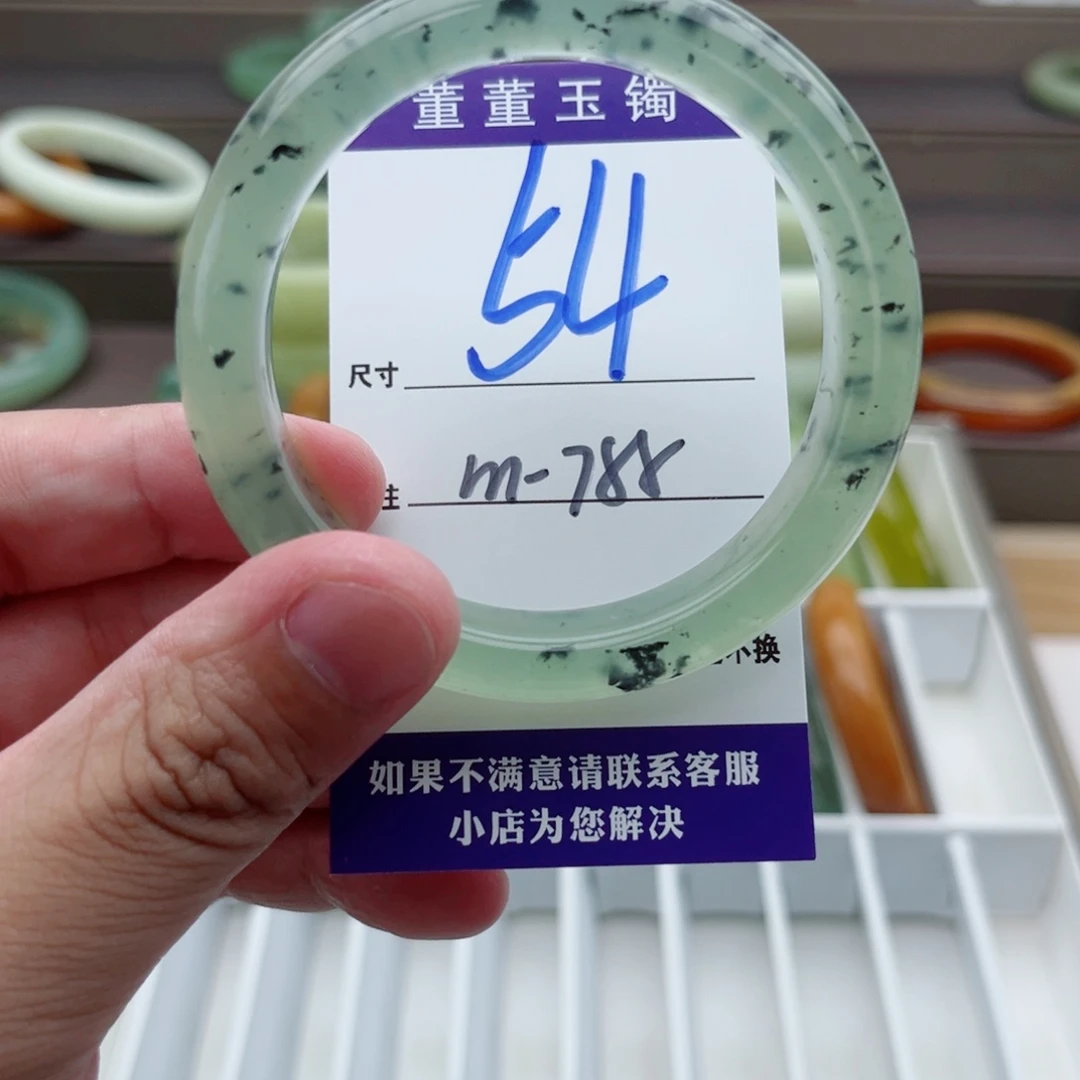 董董玉镯
尺寸 54
注 m-788
不换
如果不满意请联系客服
小店为您解决